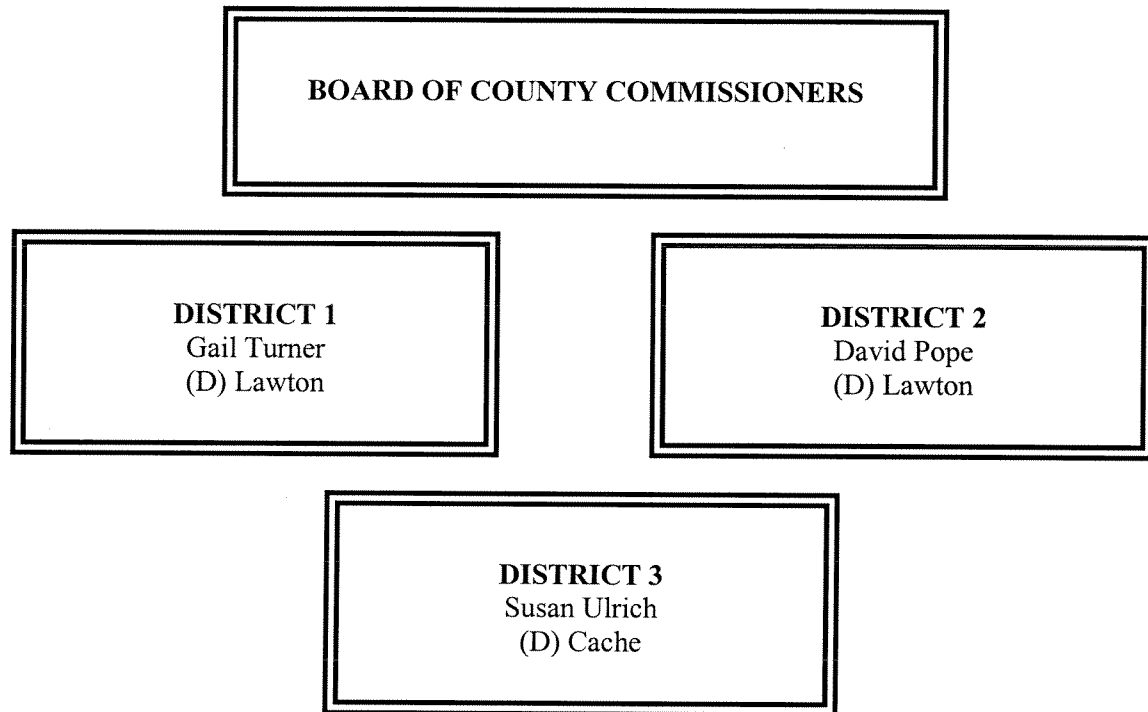 BOARD OF COUNTY COMMISSIONERS
DISTRICT 1
Gail Turner
(D) Lawton
DISTRICT 2
David Pope
(D) Lawton
DISTRICT 3
Susan Ulrich
(D) Cache